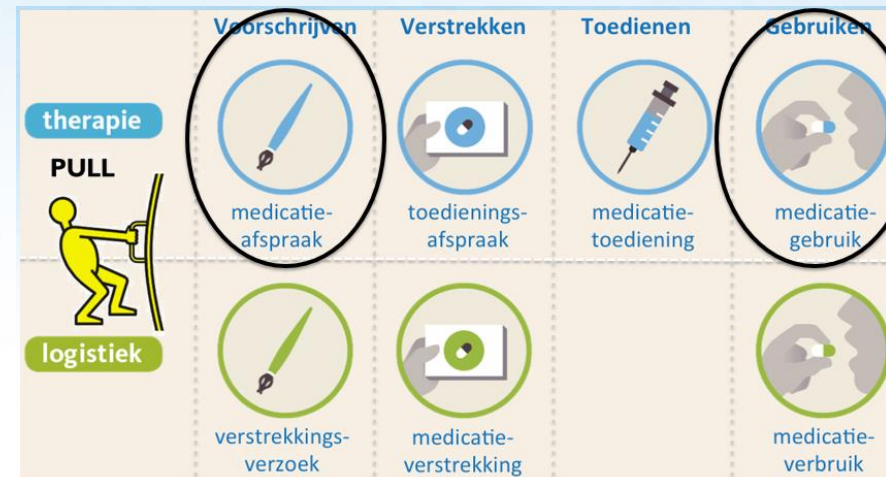 Voorschrijven
Verstrekken
Toedienen
Gebruiken
therapie
PULL
medicatie-
afspraak
toedienings-
afspraak
medicatie-
toediening
medicatie-
gebruik
logistiek
verstrekkings-
verzoek
medicatie-
verstrekking
medicatie-
verbruik